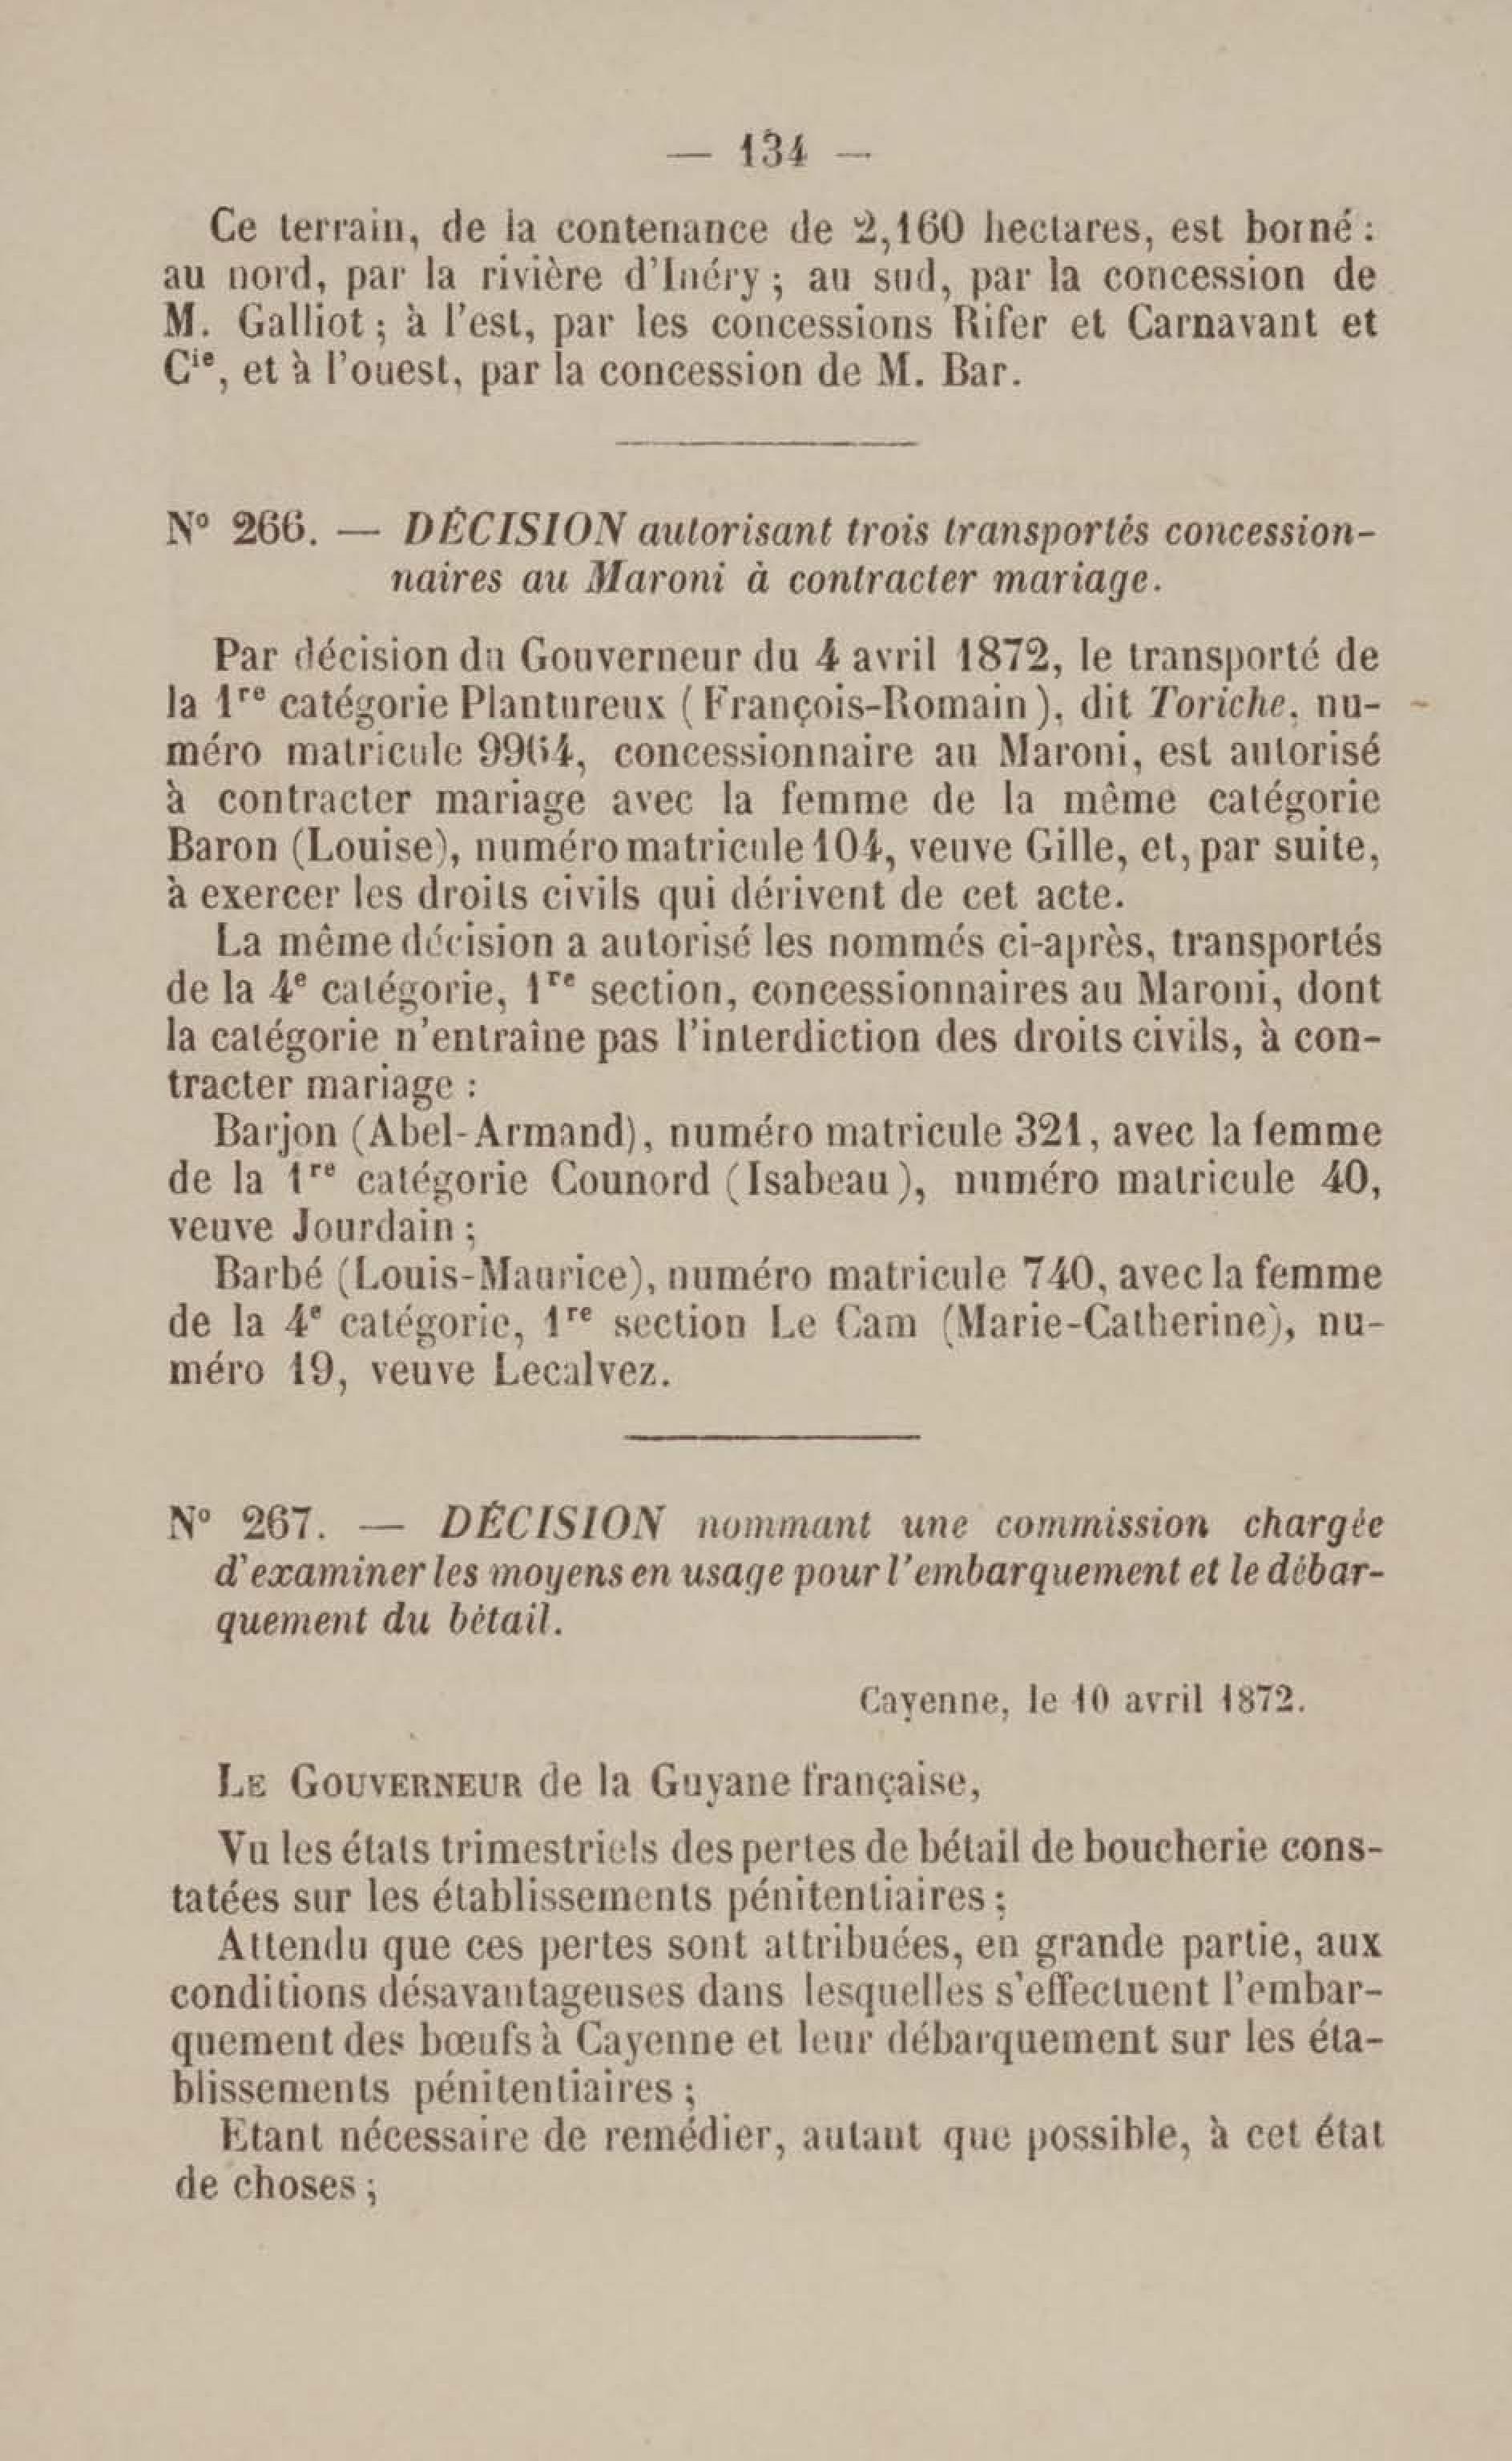 — 134 —
Ce terrain, de la contenance de 2,160 hectares, est borné :
au nord, par la rivière d'Inéry ; au sud, par la concession de
M. Galliot ; à l'est, par les concessions Rifer et Carnavant et
Cie, et à l'ouest, par la concession de M. Bar.
N° 266. — DÉCISION autorisant trois transportés concession-
naires au Maroni à contracter mariage.
Par décision du Gouverneur du 4 avril 1872, le transporté de
la 1re catégorie Plantureux (François-Romain), dit Toriche, nu-
méro matricule 9964, concessionnaire au Maroni, est autorisé
à contracter mariage avec la femme de la même catégorie
Baron (Louise), numéro matricule 104, veuve Gille, et, par suite,
à exercer les droits civils qui dérivent de cet acte.
La même décision a autorisé les nommés ci-après, transportés
de la 4e catégorie, 1re section, concessionnaires au Maroni, dont
la catégorie n'entraîne pas l'interdiction des droits civils, à con-
tracter mariage :
Barjon (Abel-Armand), numéro matricule 321, avec la femme
de la 1re catégorie Counord (Isabeau), numéro matricule 40,
veuve Jourdain ;
Barbé (Louis-Maurice), numéro matricule 740, avec la femme
de la 4e catégorie, 1re section Le Cam (Marie-Catherine), nu-
méro 19, veuve Lecalvez.
N° 267. — DÉCISION nommant une commission chargée
d'examiner les moyens en usage pour l'embarquement et le débar-
quement du bétail.
Cayenne, le 10 avril 1872.
LE GOUVERNEUR de la Guyane française,
Vu les états trimestriels des pertes de bétail de boucherie cons-
tatées sur les établissements pénitentiaires ;
Attendu que ces pertes sont attribuées, en grande partie, aux
conditions désavantageuses dans lesquelles s'effectuent l'embar-
quement des bœufs à Cayenne et leur débarquement sur les éta-
blissements pénitentiaires ;
Etant nécessaire de remédier, autant que possible, à cet état
de choses ;